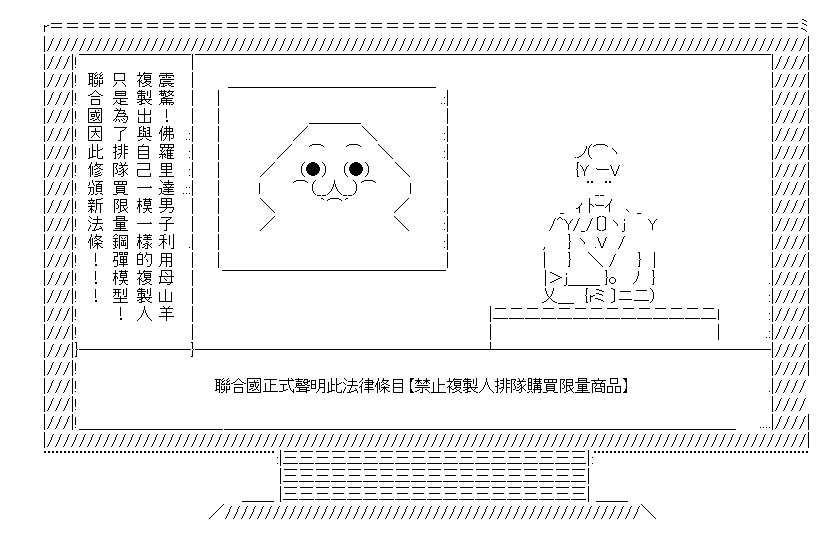 震驚！佛羅里達男子利用母山羊
複製出與自己一模一樣的複製人
只是為了排隊買限量鋼彈模型！
聯合國因此修頒新法條！！！
聯合國正式聲明此法律條目【禁止複製人排隊購買限量商品】